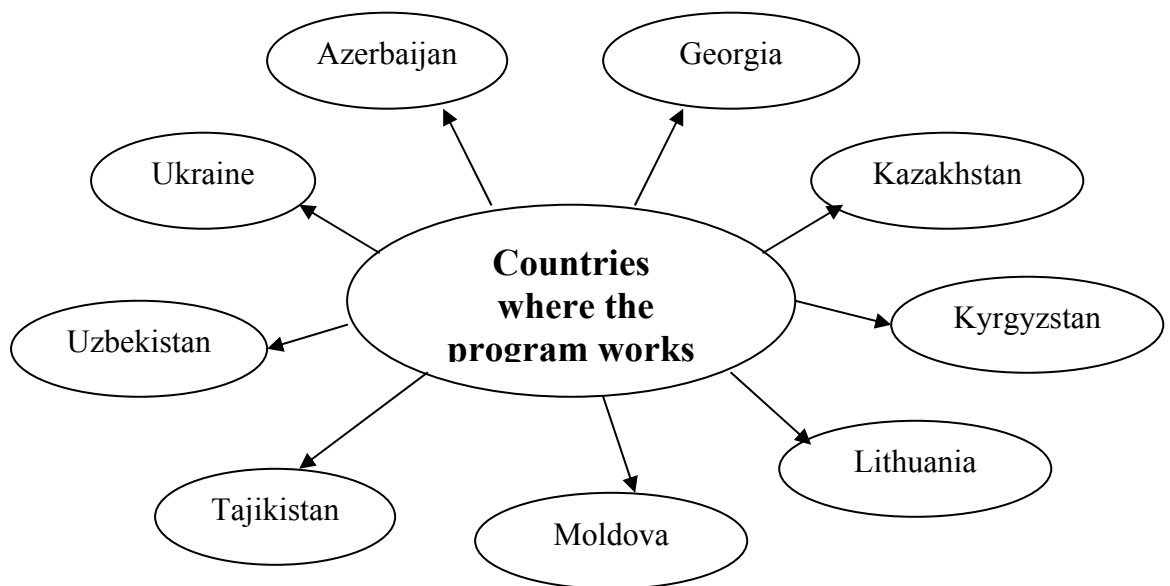 Azerbaijan
Georgia
Ukraine
Kazakhstan
Countries
where the
program works
Uzbekistan
Kyrgyzstan
Lithuania
Tajikistan
Moldova